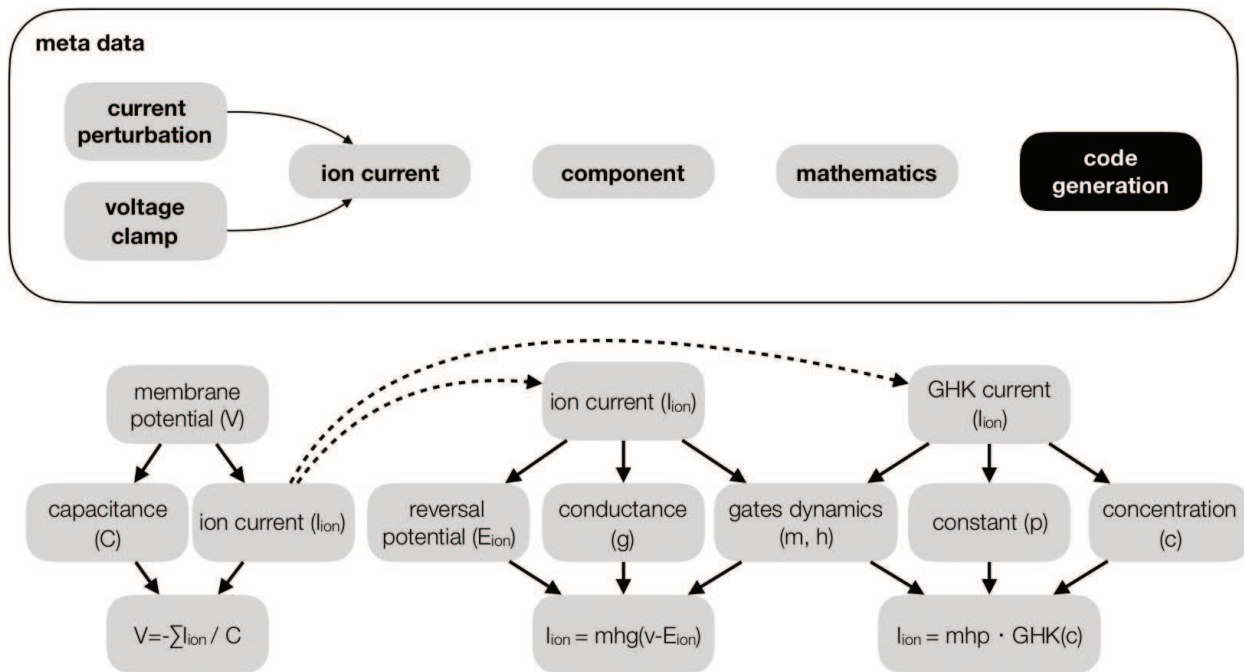 meta data
current
perturbation
voltage
clamp
ion current
component
mathematics
code
generation
membrane
potential (V)
ion current (Iion)
GHK current
(Iion)
capacitance
(C)
ion current (Iion)
reversal
potential (Eion)
conductance
(g)
gates dynamics
(m, h)
constant (p)
concentration
(c)
V=-∑Iion / C
Iion = mhg(v-Eion)
Iion = mhp · GHK(c)